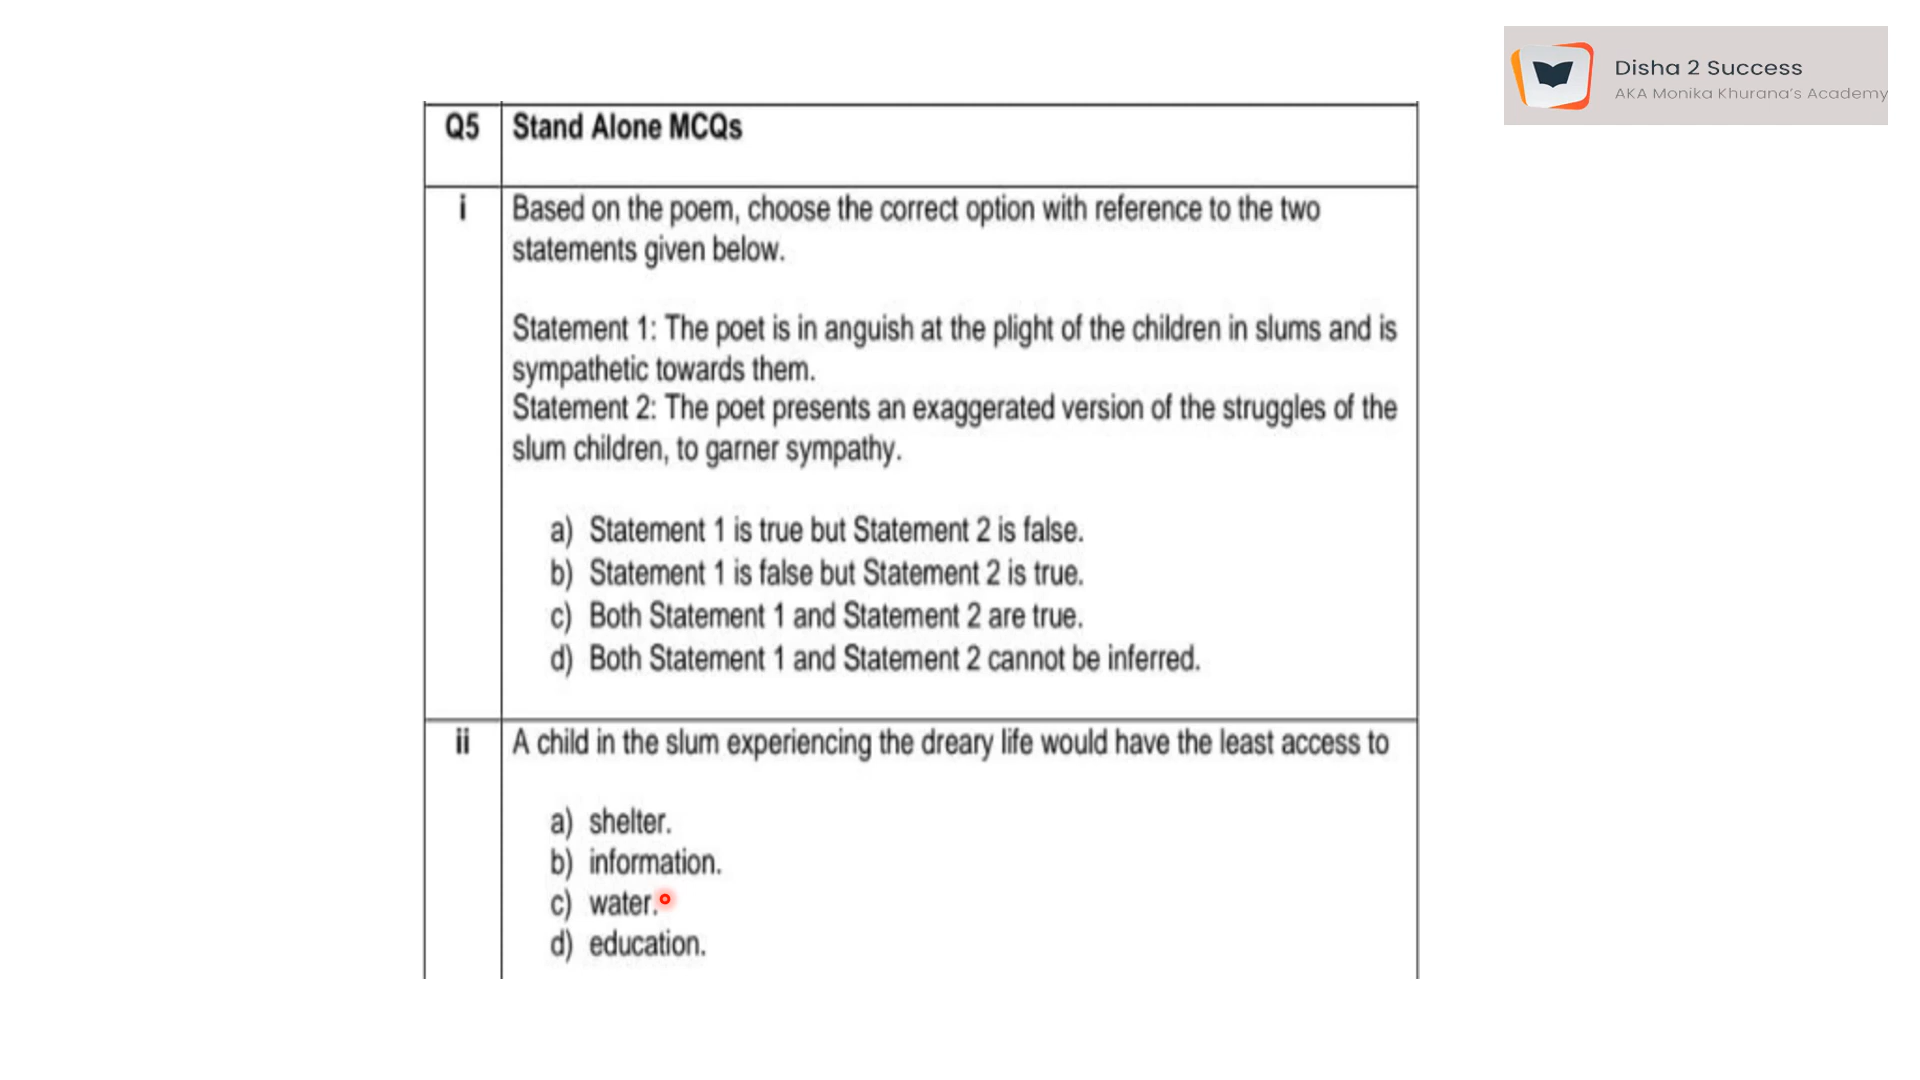 Disha 2 Success
AKA Monika Khurana's Academy
Q5 Stand Alone MCQs
i Based on the poem, choose the correct option with reference to the two
statements given below.
Statement 1: The poet is in anguish at the plight of the children in slums and is
sympathetic towards them.
Statement 2: The poet presents an exaggerated version of the struggles of the
slum children, to garner sympathy.
a) Statement 1 is true but Statement 2 is false.
b) Statement 1 is false but Statement 2 is true.
c) Both Statement 1 and Statement 2 are true.
d) Both Statement 1 and Statement 2 cannot be inferred.
ii A child in the slum experiencing the dreary life would have the least access to
a) shelter.
b) information.
c) water.
d) education.